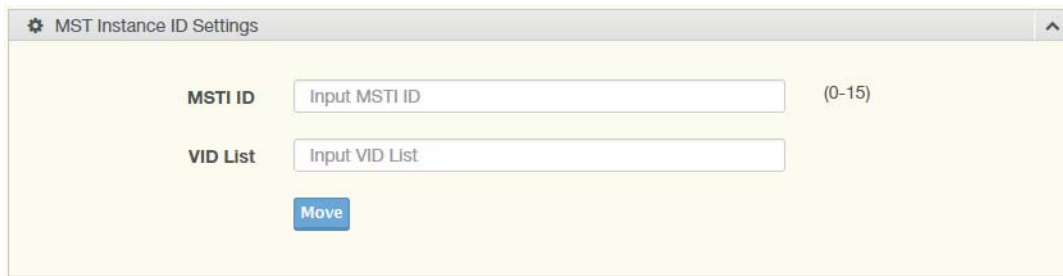 MST Instance ID Settings
MSTI ID Input MSTI ID (0-15)
VID List Input VID List
Move